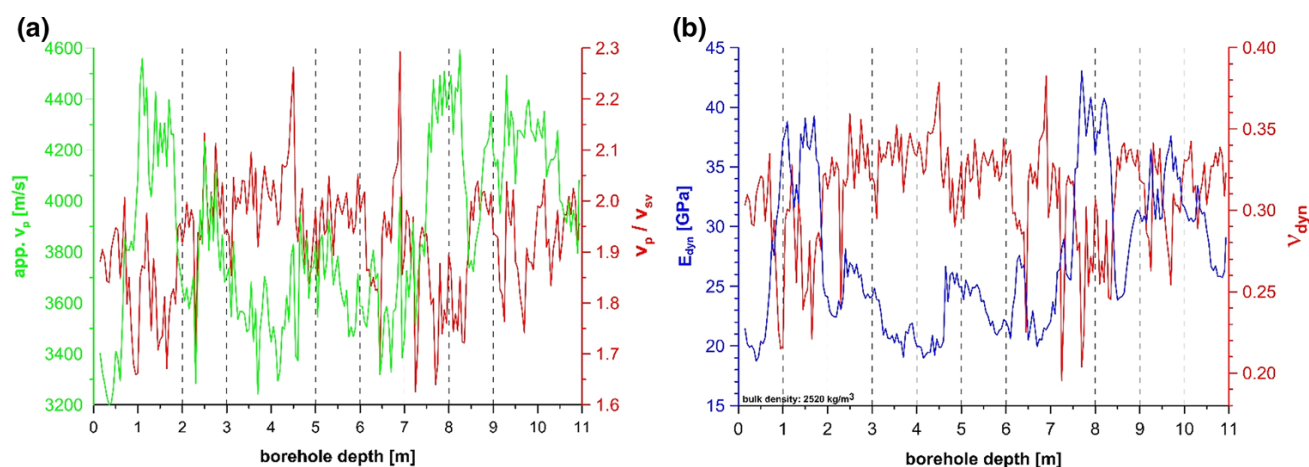 (a)
4600
4400
4200
4000
3800
3600
3400
3200
app. vp [m/s]
2.3
2.2
2.1
2.0
1.9
1.8
1.7
1.6
vp / vsv
0 1 2 3 4 5 6 7 8 9 10 11
borehole depth [m]
(b)
45
40
35
30
25
20
15
Edyn [GPa]
0.40
0.35
0.30
0.25
0.20
νdyn
bulk density: 2520 kg/m³
0 1 2 3 4 5 6 7 8 9 10 11
borehole depth [m]